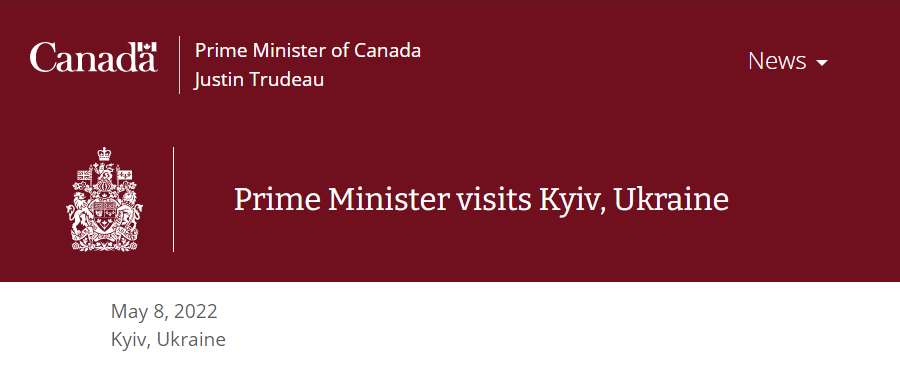 Canada
Prime Minister of Canada
Justin Trudeau
News
Prime Minister visits Kyiv, Ukraine
May 8, 2022
Kyiv, Ukraine